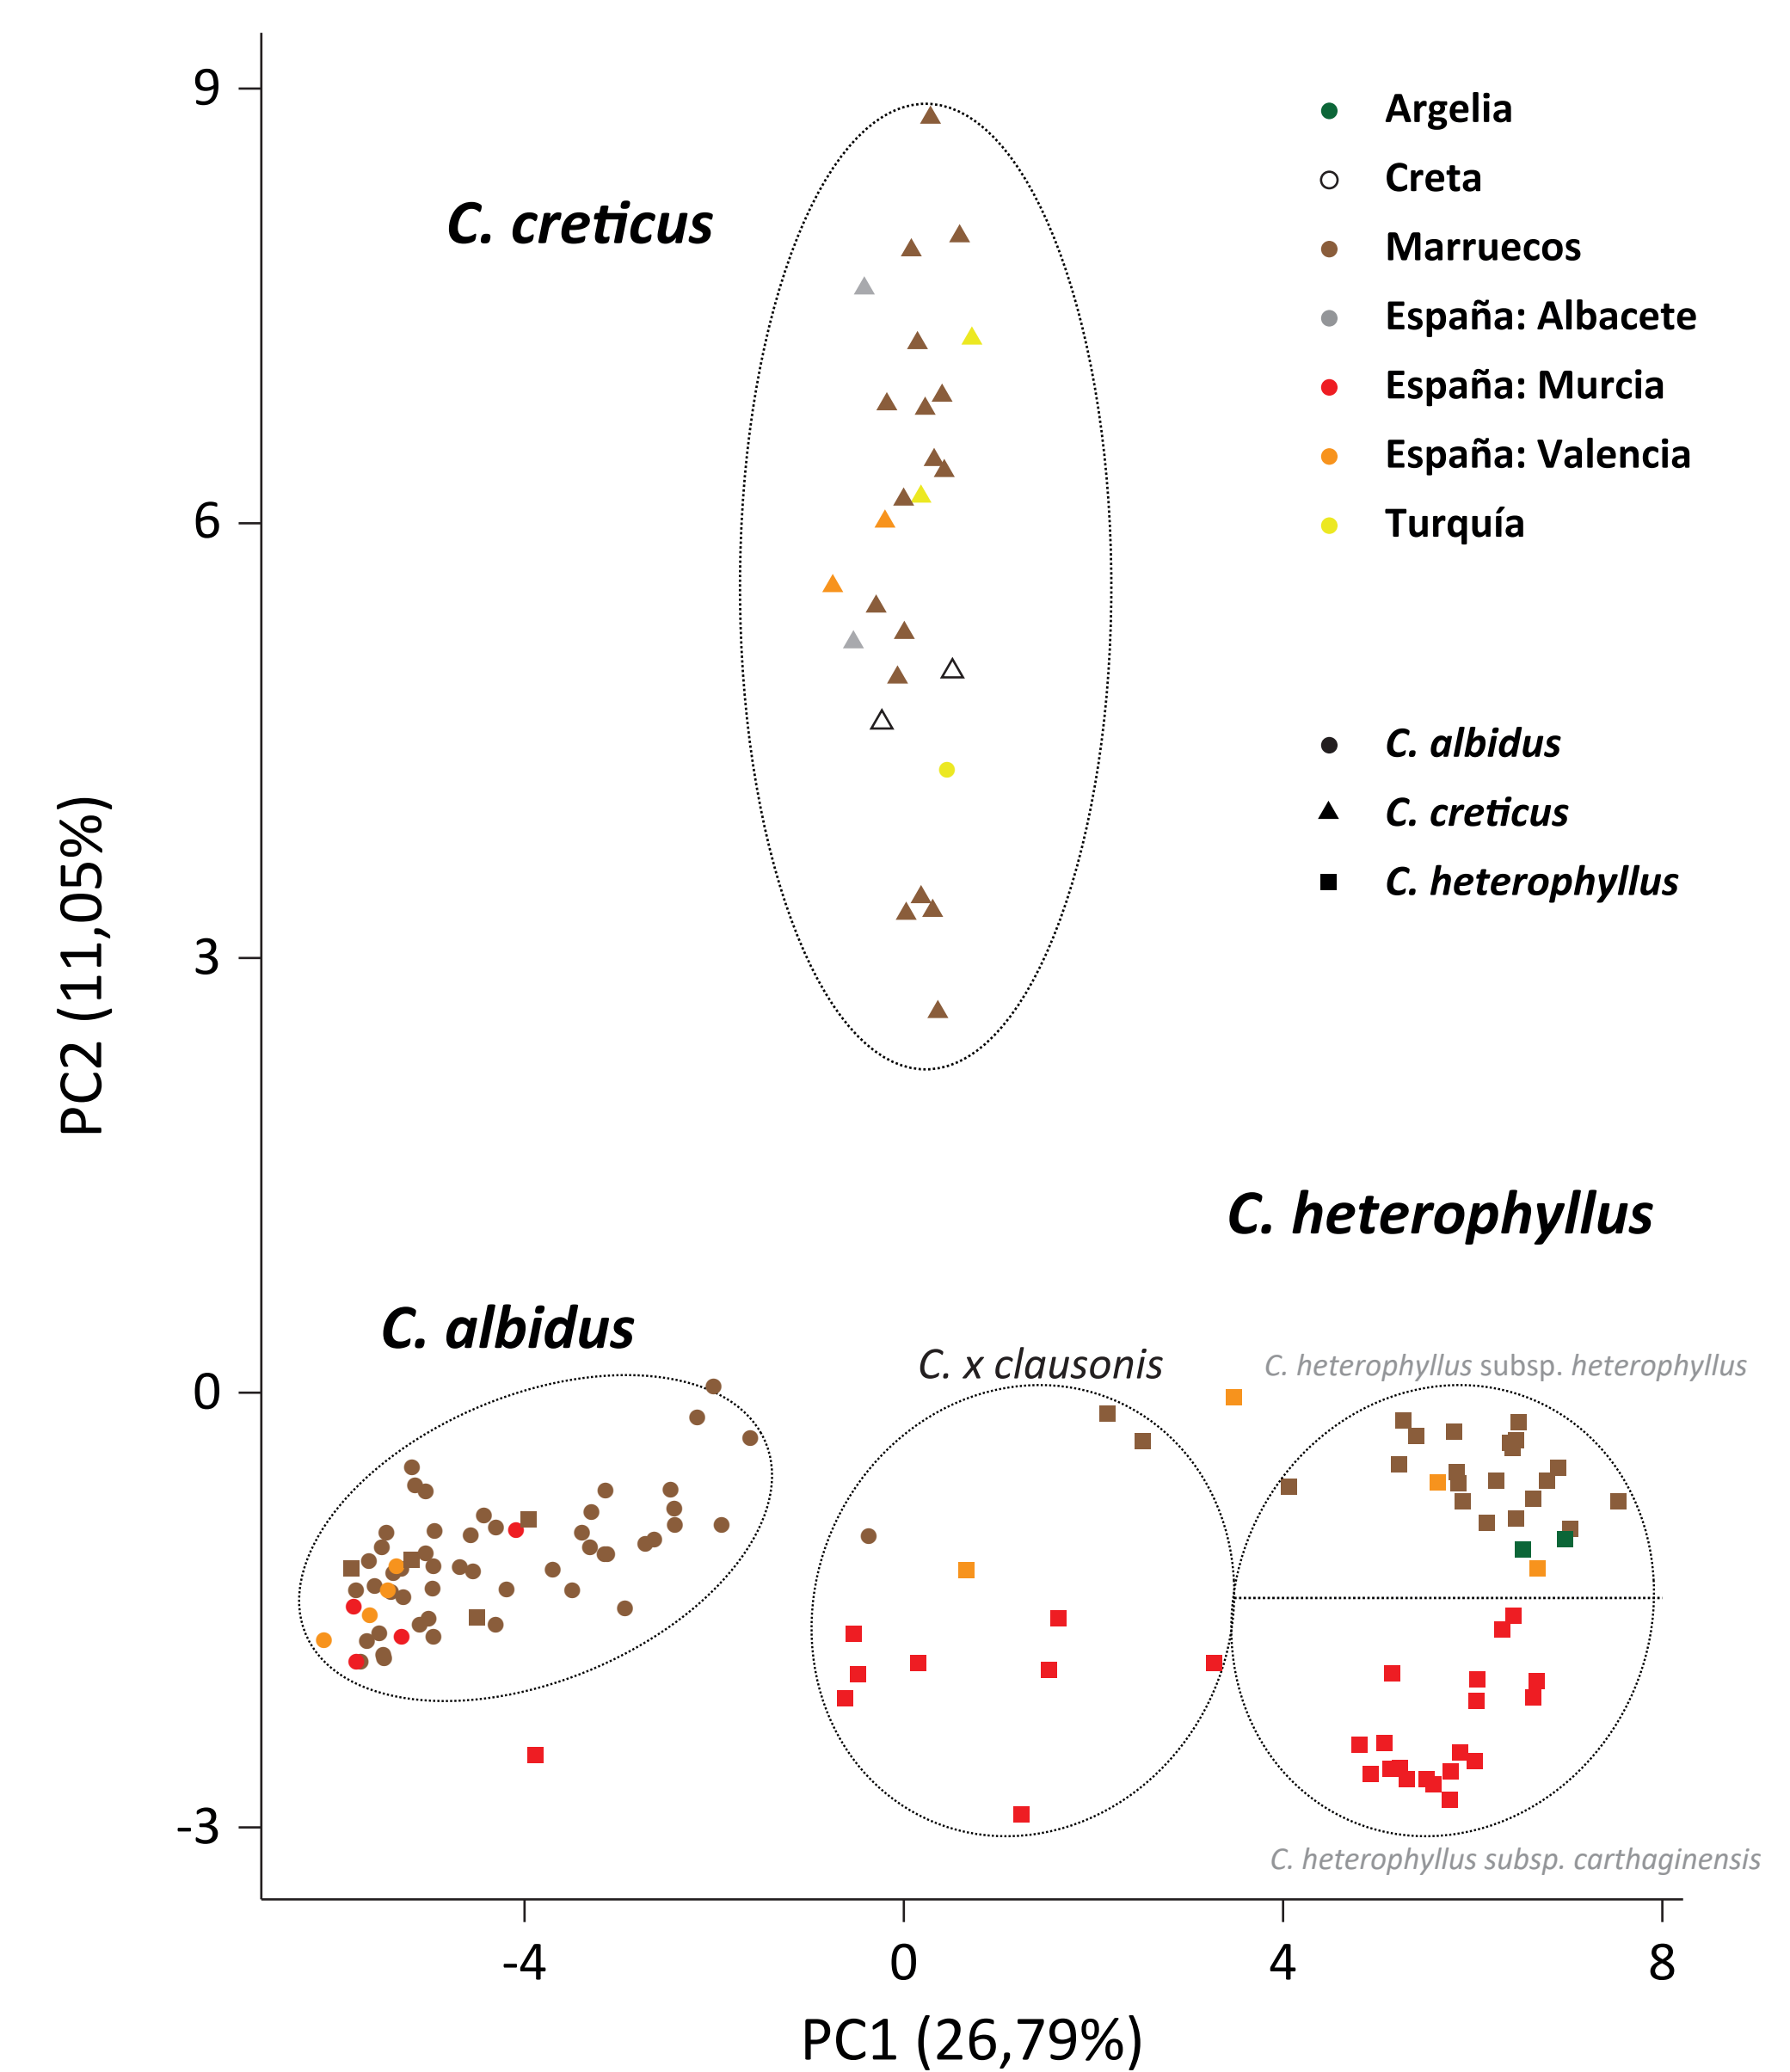 9
6
3
0
-3
PC2 (11,05%)
-4
0
4
8
PC1 (26,79%)
C. creticus
Argelia
Creta
Marruecos
España: Albacete
España: Murcia
España: Valencia
Turquía
C. albidus
C. creticus
C. heterophyllus
C. heterophyllus
C. albidus
C. x clausonis
C. heterophyllus subsp. heterophyllus
C. heterophyllus subsp. carthaginensis